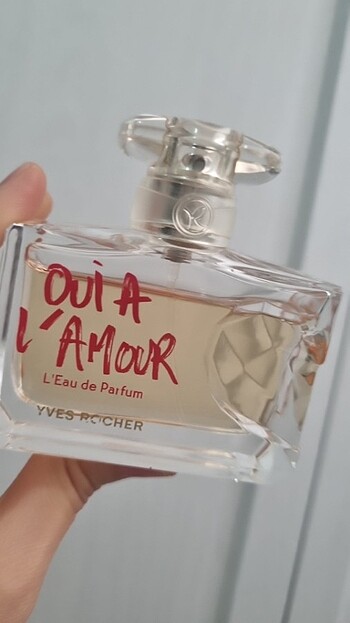 OUi A
L'AMOUR
L'Eau de Parfum
YVES ROCHER